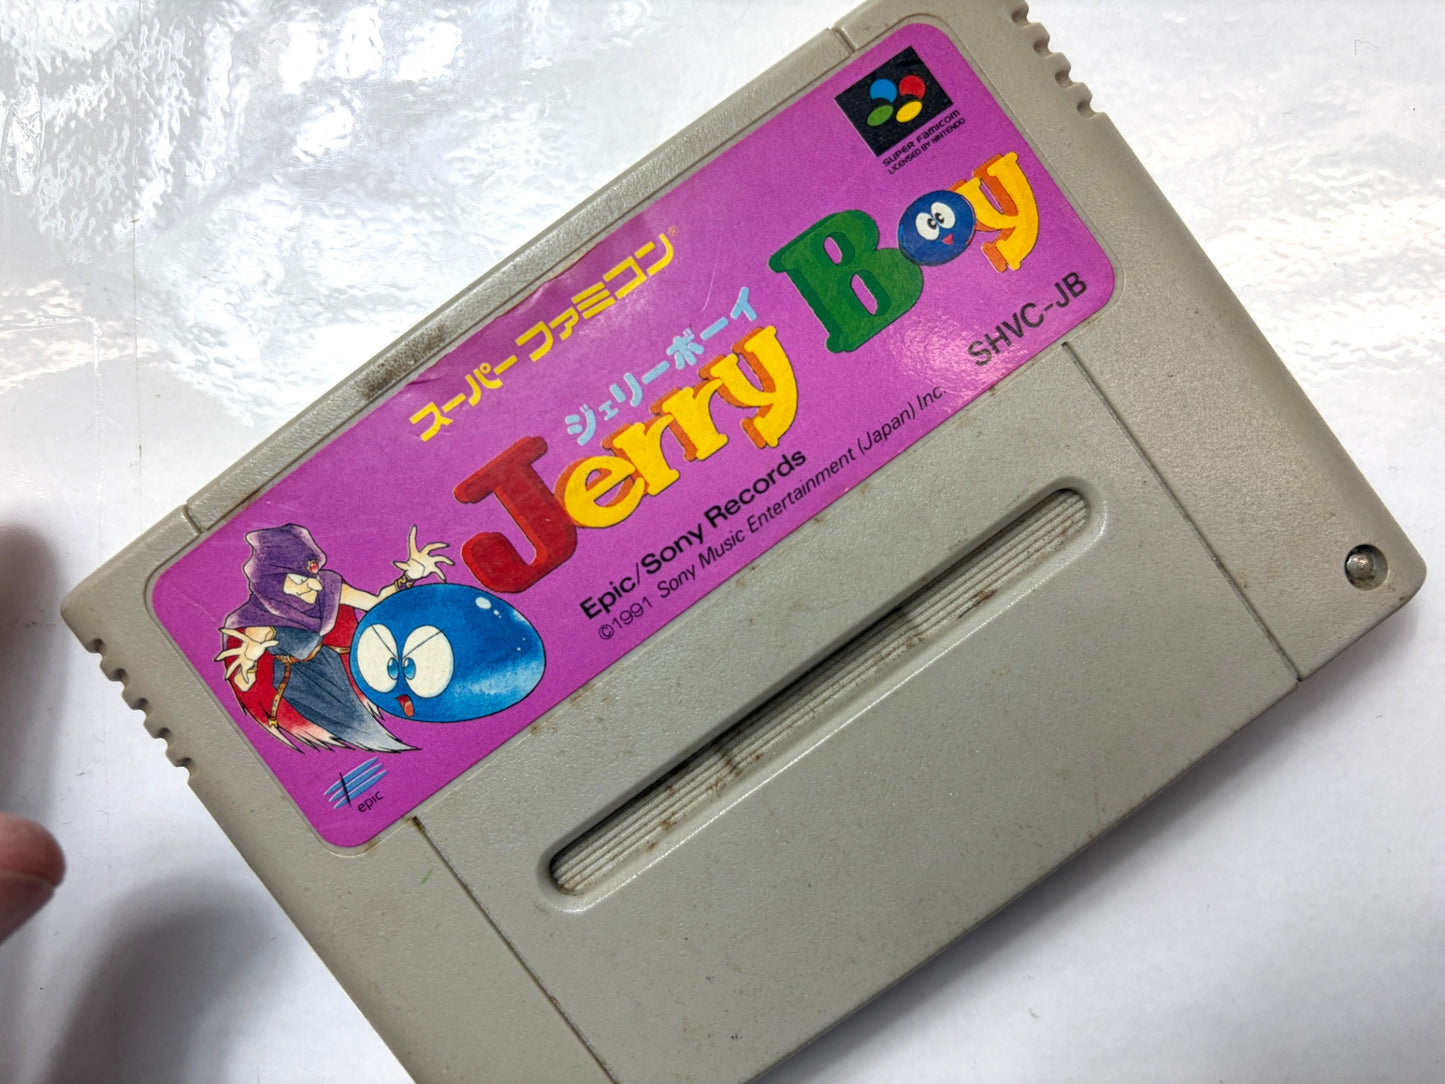 SUPER FAMICOM
LICENSED BY NINTENDO
スーパーファミコン®
ジェリーボーイ
Jerry Boy
SHVC-JB
Epic/Sony Records
©1991 Sony Music Entertainment (Japan) Inc.
epic